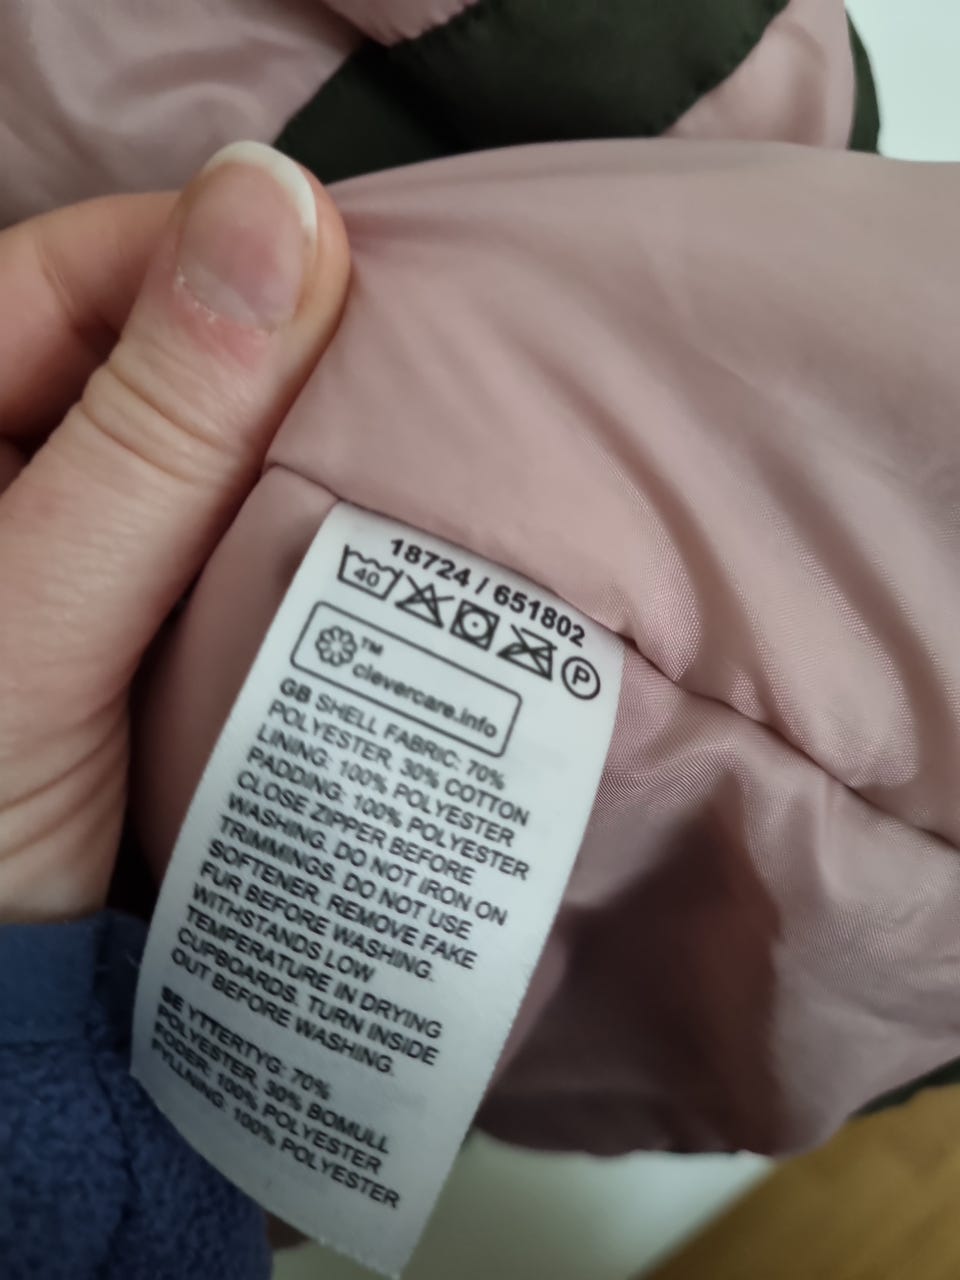 18724 / 651802
40
P
™
clevercare.info
GB SHELL FABRIC: 70%
POLYESTER, 30% COTTON
LINING: 100% POLYESTER
PADDING: 100% POLYESTER
CLOSE ZIPPER BEFORE
WASHING. DO NOT IRON ON
TRIMMINGS. DO NOT USE
SOFTENER. REMOVE FAKE
FUR BEFORE WASHING.
WITHSTANDS LOW
TEMPERATURE IN DRYING
CUPBOARDS. TURN INSIDE
OUT BEFORE WASHING.
SE YTTERTYG: 70%
POLYESTER, 30% BOMULL
FODER: 100% POLYESTER
FYLLNING: 100% POLYESTER